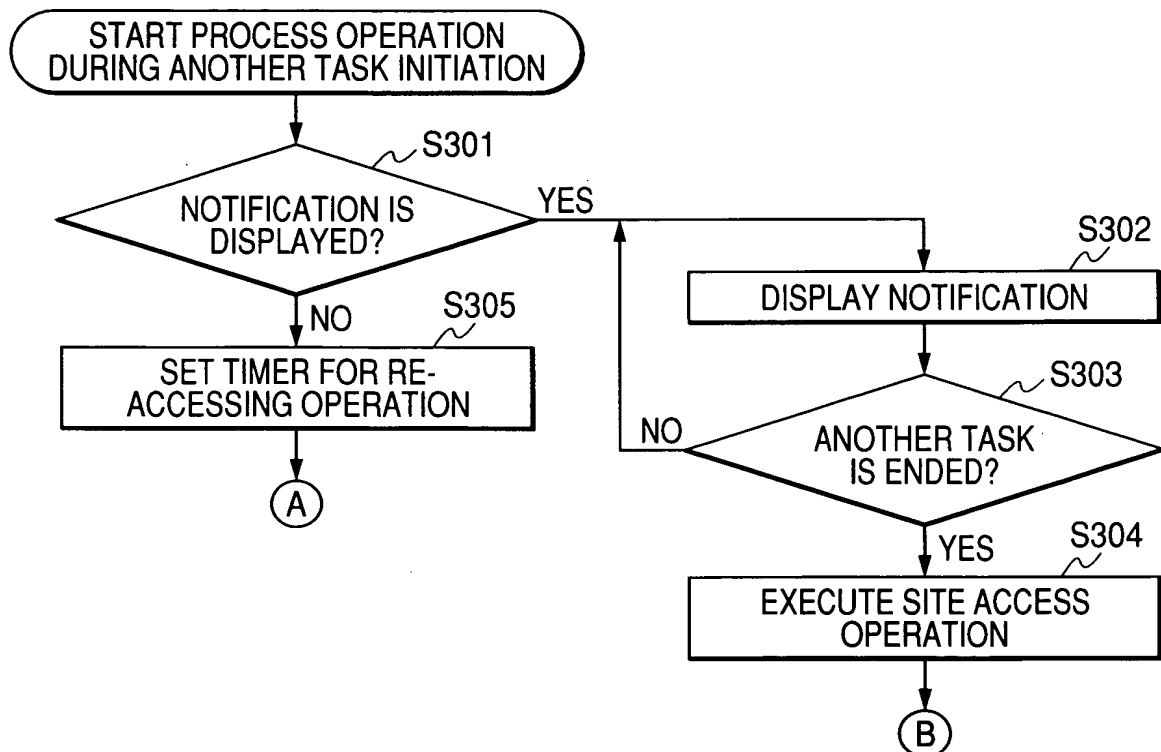 START PROCESS OPERATION
DURING ANOTHER TASK INITIATION
S301
NOTIFICATION IS
DISPLAYED?
YES
S302
DISPLAY NOTIFICATION
NO
S305
SET TIMER FOR RE-
ACCESSING OPERATION
A
S303
ANOTHER TASK
IS ENDED?
NO
YES
S304
EXECUTE SITE ACCESS
OPERATION
B